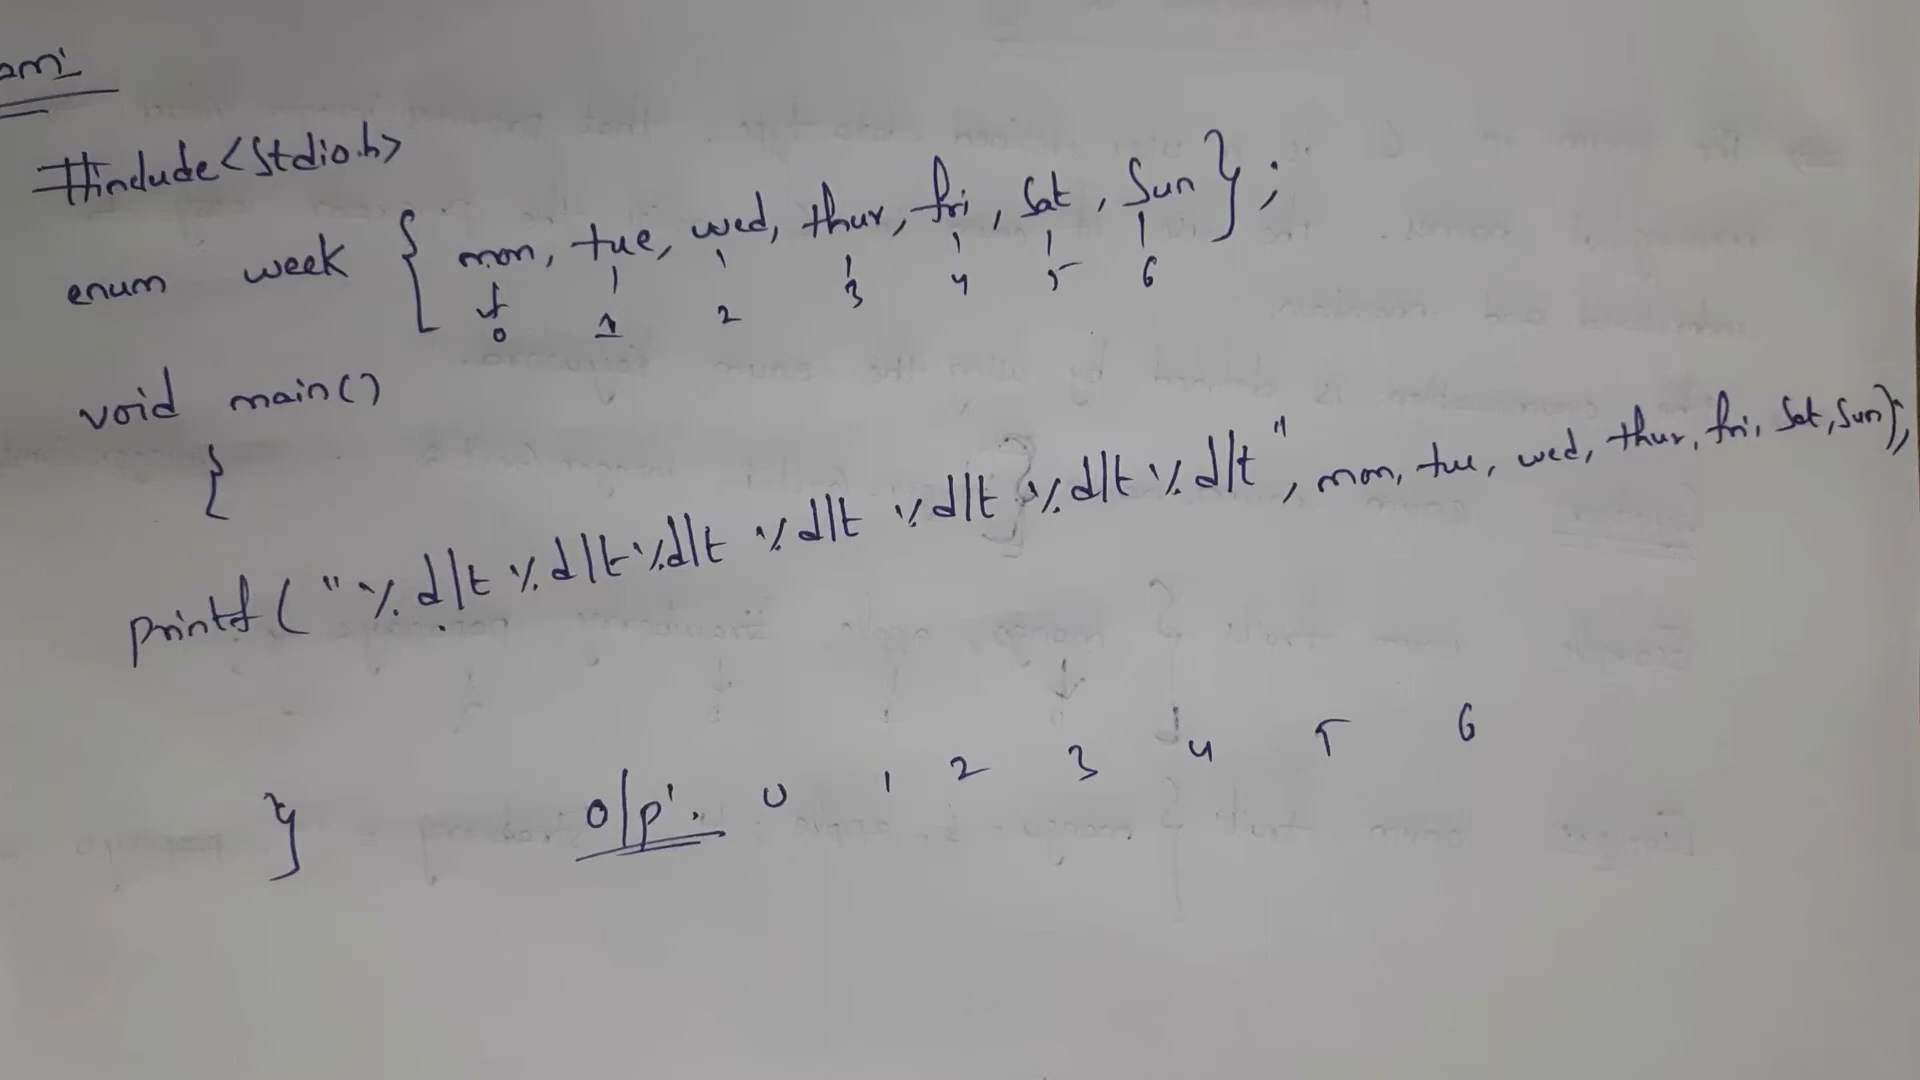 #include<stdio.h>
enum week { mon, tue, wed, thur, fri, sat, sun };
0 1 2 3 4 5 6
void main()
{
printf("%d\t %d\t %d\t %d\t %d\t %d\t %d\t", mon, tue, wed, thur, fri, sat, sun);
} o/p: 0 1 2 3 4 5 6